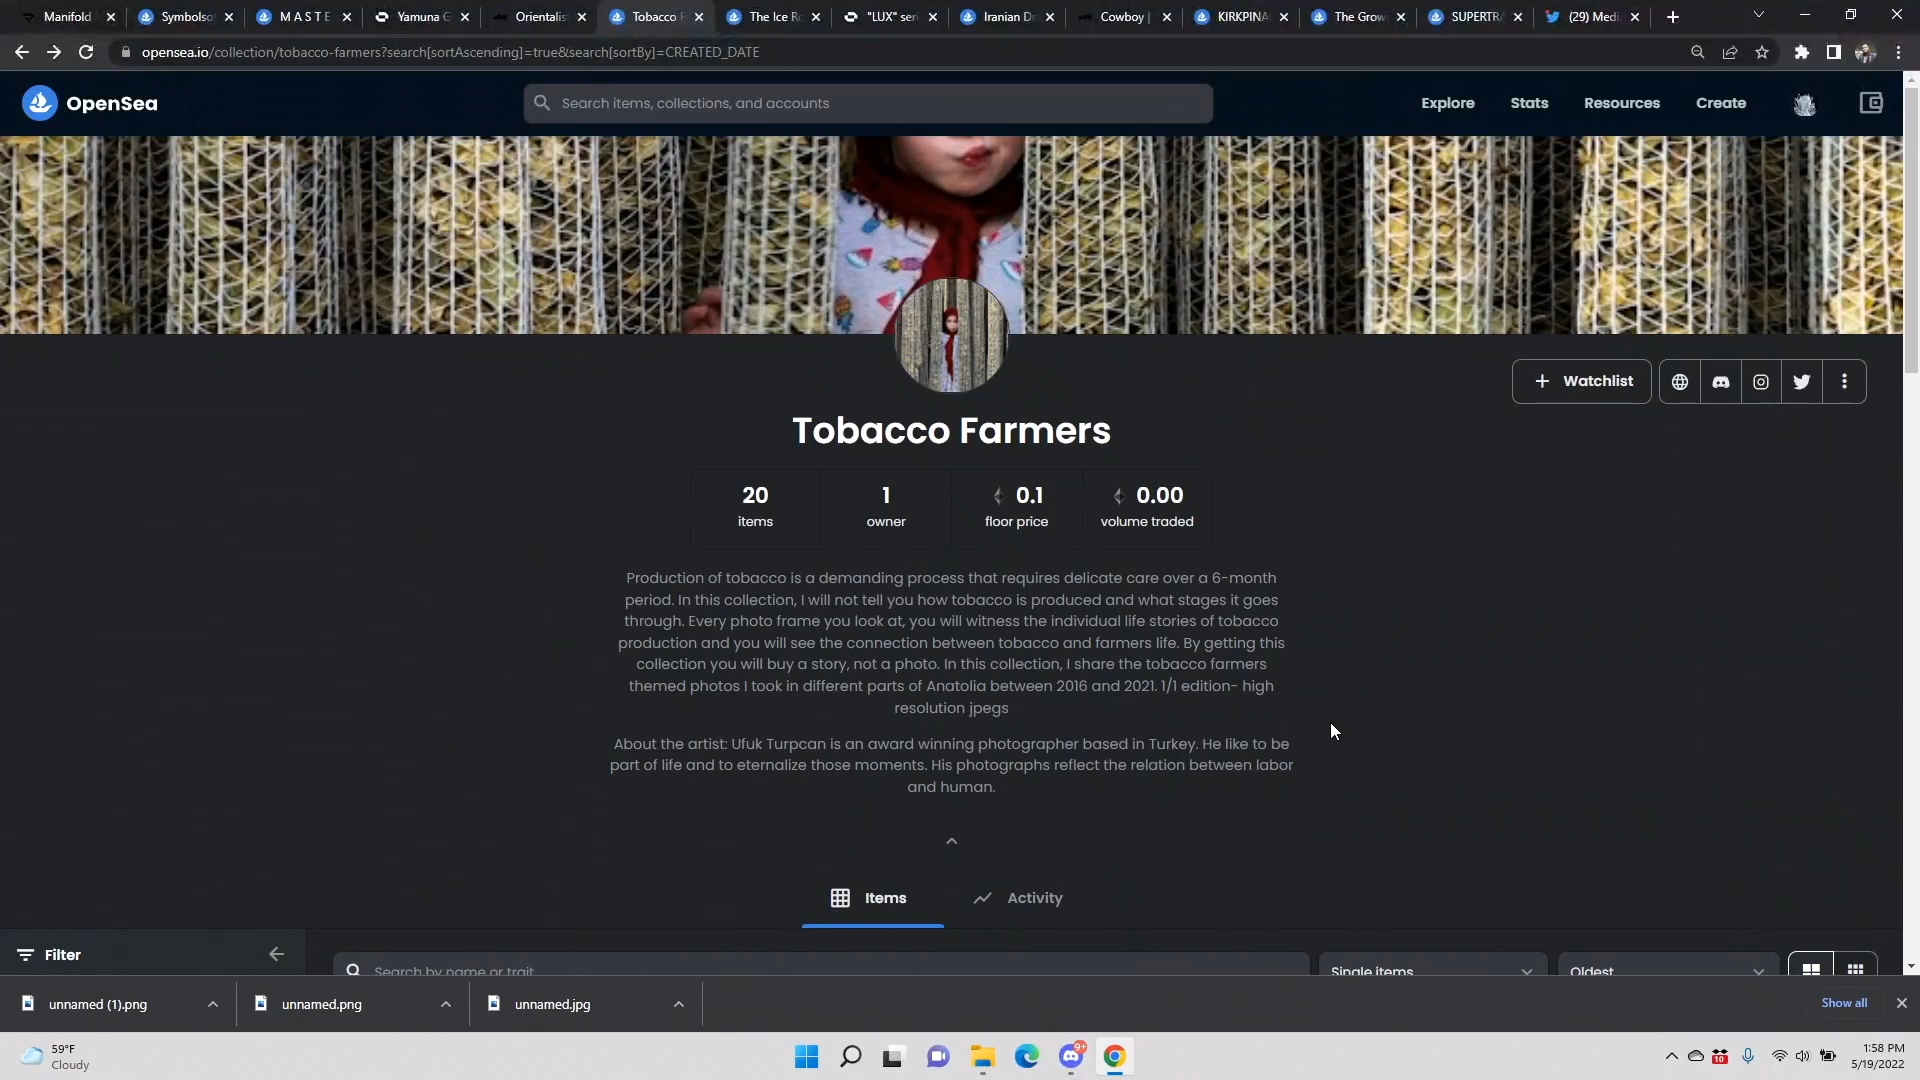 Manifold
Symbolso
M A S T E
Yamuna G
Orientalis
Tobacco F
The Ice Ro
"LUX" seri
Iranian Dr
Cowboy |
KIRKPINA
The Grow
SUPERTRA
(29) Medi
opensea.io/collection/tobacco-farmers?search[sortAscending]=true&search[sortBy]=CREATED_DATE
OpenSea
Search items, collections, and accounts
Explore
Stats
Resources
Create
Watchlist
Tobacco Farmers
20
items
1
owner
0.1
floor price
0.00
volume traded
Production of tobacco is a demanding process that requires delicate care over a 6-month
period. In this collection, I will not tell you how tobacco is produced and what stages it goes
through. Every photo frame you look at, you will witness the individual life stories of tobacco
production and you will see the connection between tobacco and farmers life. By getting this
collection you will buy a story, not a photo. In this collection, I share the tobacco farmers
themed photos I took in different parts of Anatolia between 2016 and 2021. 1/1 edition- high
resolution jpegs
About the artist: Ufuk Turpcan is an award winning photographer based in Turkey. He like to be
part of life and to eternalize those moments. His photographs reflect the relation between labor
and human.
Items
Activity
Filter
Search by name or trait
Single items
Oldest
unnamed (1).png
unnamed.png
unnamed.jpg
Show all
59°F
Cloudy
9+
10
1:58 PM
5/19/2022